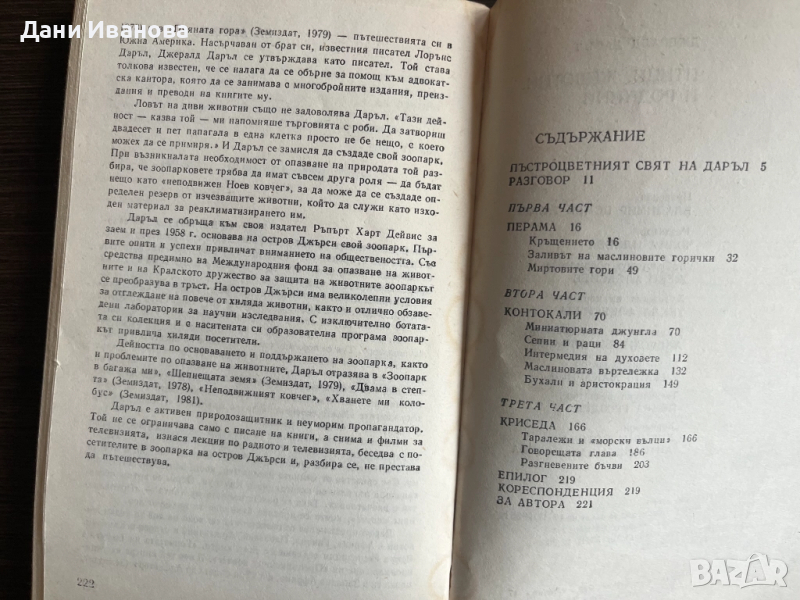 Дани Иванова
гора» (Земиздат, 1979) — пътешествията си в
Южна Америка. Насърчаван от брат си, известния писател Лорънс
Даръл, Джералд Даръл се утвърждава като писател. Той става
толкова известен, че се налага да се обърне за помощ към адвокат-
ска кантора, която да се занимава с многобройните издания, преиз-
дания и преводи на книгите му.
Ловът на диви животни също не задоволява Даръл. «Тази дей-
ност — казва той — ми напомняше търговията с роби. Да затвориш
двадесет и пет папагала в една клетка просто не бе нещо, с което
можех да се примиря.» И Даръл се замисля да създаде свой зоопарк.
При възникналата необходимост от опазване на природата той раз-
бира, че зоопарковете трябва да имат съвсем друга роля — да бъдат
нещо като «неподвижен Ноев ковчег», за да може да се създаде опре-
делен резерв от изчезващите животни, който да служи като изхо-
ден материал за реаклиматизирането им.
Даръл се обръща към своя издател Ръпърт Харт Дейвис за
заем и през 1958 г. основава на остров Джърси свой зоопарк. Пър-
вите опити и успехи привличат вниманието на обществеността. Със
средства предимно на Международния фонд за опазване на животни-
те и на Кралското дружество за защита на животните зоопаркът
се преобразува в тръст. На остров Джърси има великолепни условия
за отглеждане на повече от хиляда животни, както и отлично обзаве-
дени лаборатории за научни изследвания. С изключително богата-
та си колекция и с наситената си образователна програма зоопар-
кът привлича хиляди посетители.
Дейността по основаването и поддържането на зоопарка, както
и проблемите по опазване на животните, Даръл отразява в «Зоопарк
в багажа ми», «Шепнещата земя» (Земиздат, 1979), «Двама в степ-
та» (Земиздат, 1978), «Неподвижният ковчег», «Хванете ми коло-
бус» (Земиздат, 1981).
Даръл е активен природозащитник и неуморим пропагандатор.
Той не се ограничава само с писане на книги, а снима и филми за
телевизията, изнася лекции по радиото и телевизията, беседва с по-
сетителите в зоопарка на остров Джърси и, разбира се, не престава
да пътешествува.
222
СЪДЪРЖАНИЕ
ПЪСТРОЦВЕТНИЯТ СВЯТ НА ДАРЪЛ 5
РАЗГОВОР 11
ПЪРВА ЧАСТ
ПЕРАМА 16
Кръщението 16
Заливът на маслиновите горички 32
Миртовите гори 49
ВТОРА ЧАСТ
КОНТОКАЛИ 70
Миниатюрната джунгла 70
Сепии и раци 84
Интермедия на духовете 112
Маслиновата въртележка 132
Бухали и аристокрация 149
ТРЕТА ЧАСТ
КРИСЕДА 166
Таралежи и «морски вълци» 166
Говорещата глава 186
Разгневените бъчви 203
ЕПИЛОГ 219
КОРЕСПОНДЕНЦИЯ 219
ЗА АВТОРА 221
BAZAR